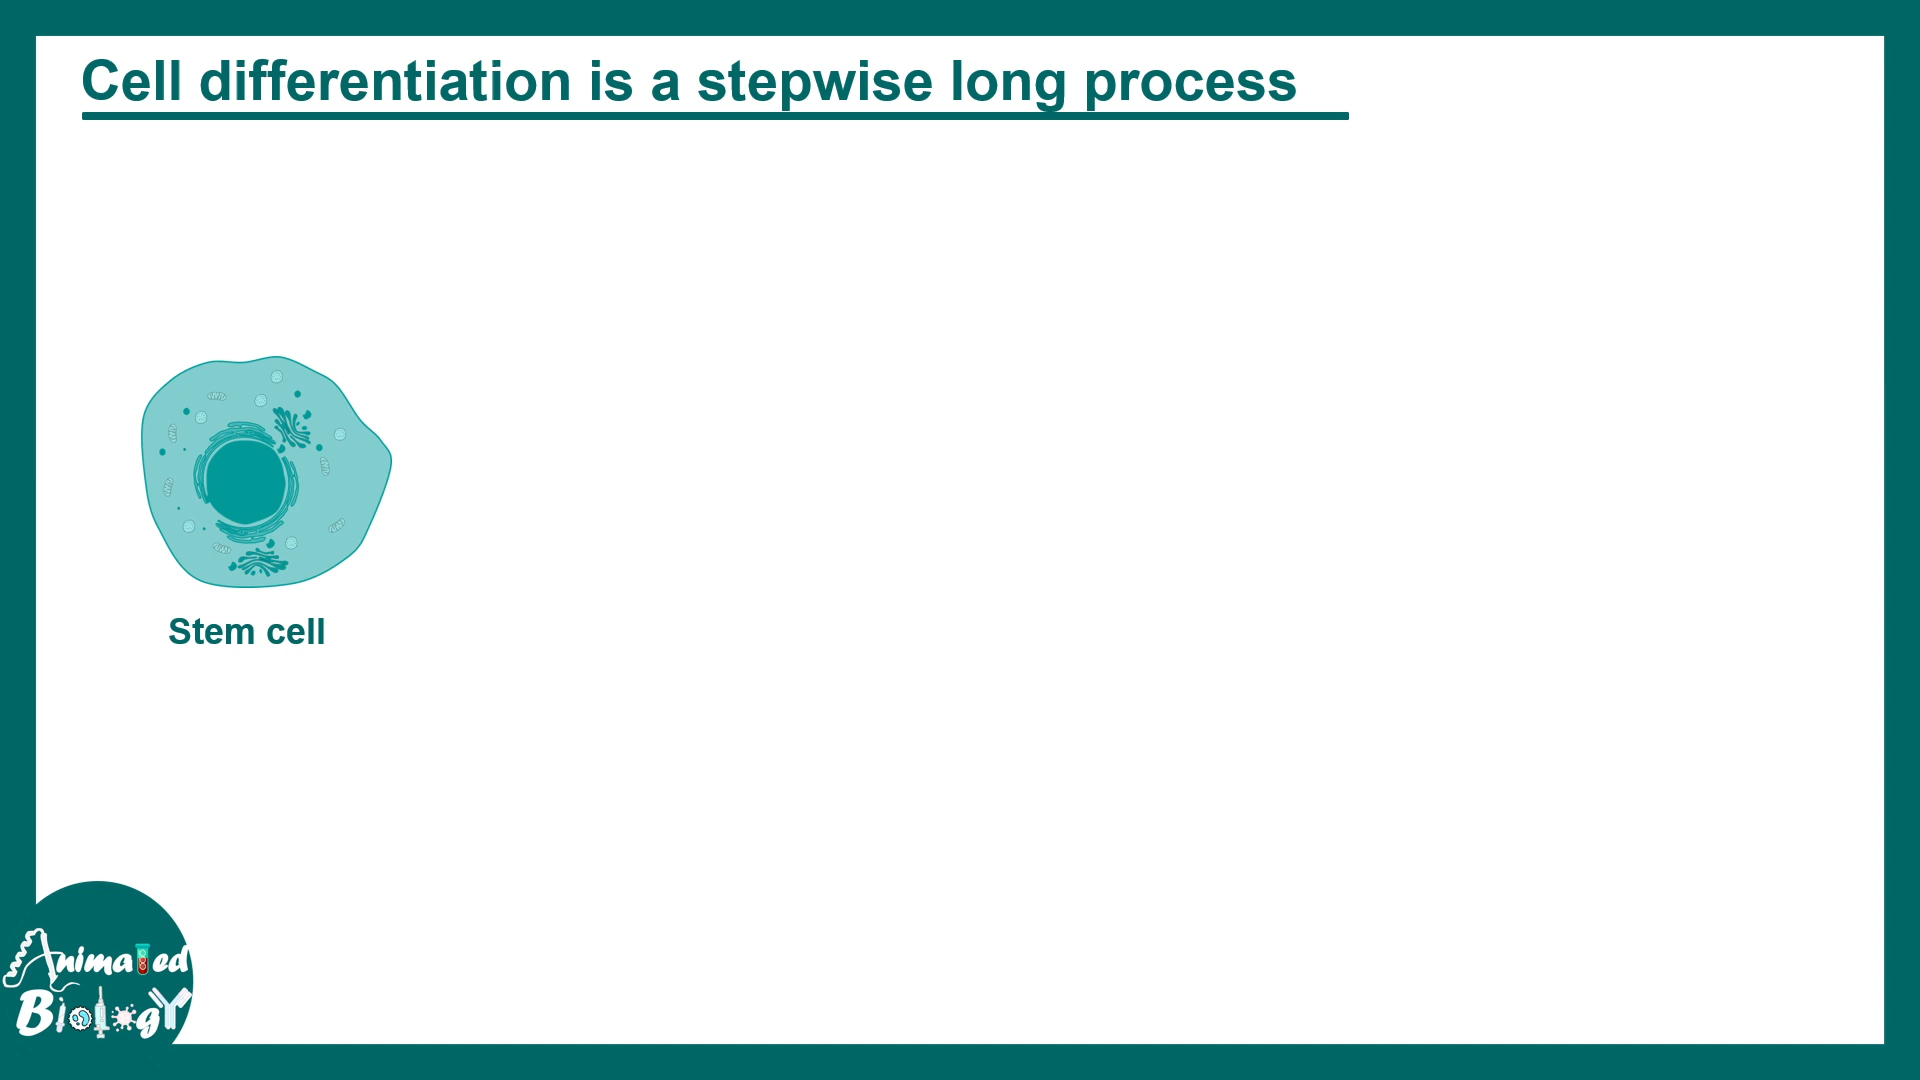 Cell differentiation is a stepwise long process
Stem cell
Animated
Biology